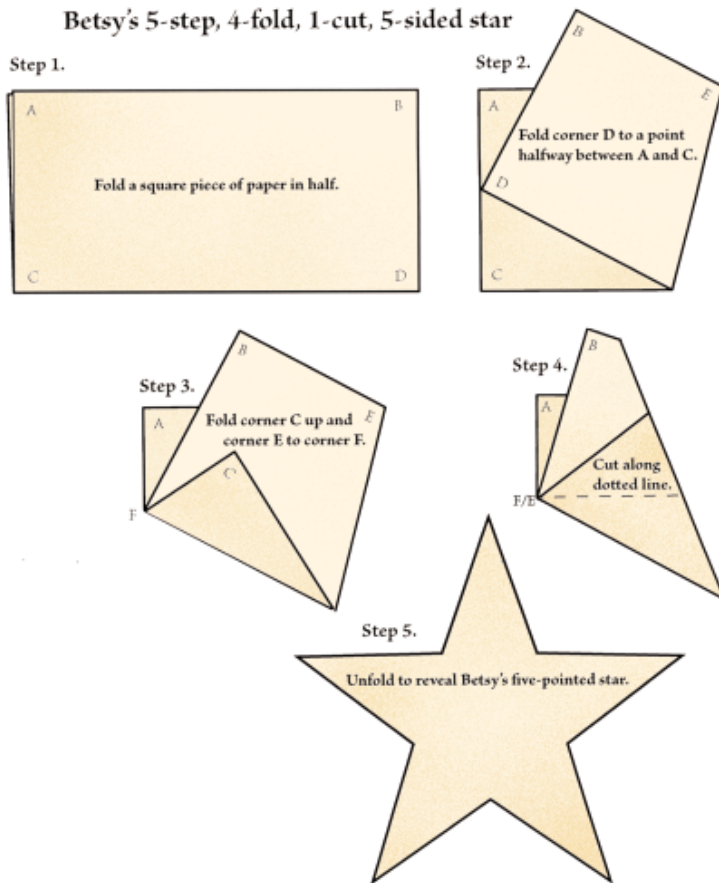 Betsy's 5-step, 4-fold, 1-cut, 5-sided star
Step 1.
A
B
Fold a square piece of paper in half.
C
D
Step 2.
B
E
A
Fold corner D to a point
halfway between A and C.
D
C
Step 3.
B
A
E
Fold corner C up and
corner E to corner F.
C
F
Step 4.
B
A
Cut along
dotted line.
F/E
Step 5.
Unfold to reveal Betsy's five-pointed star.